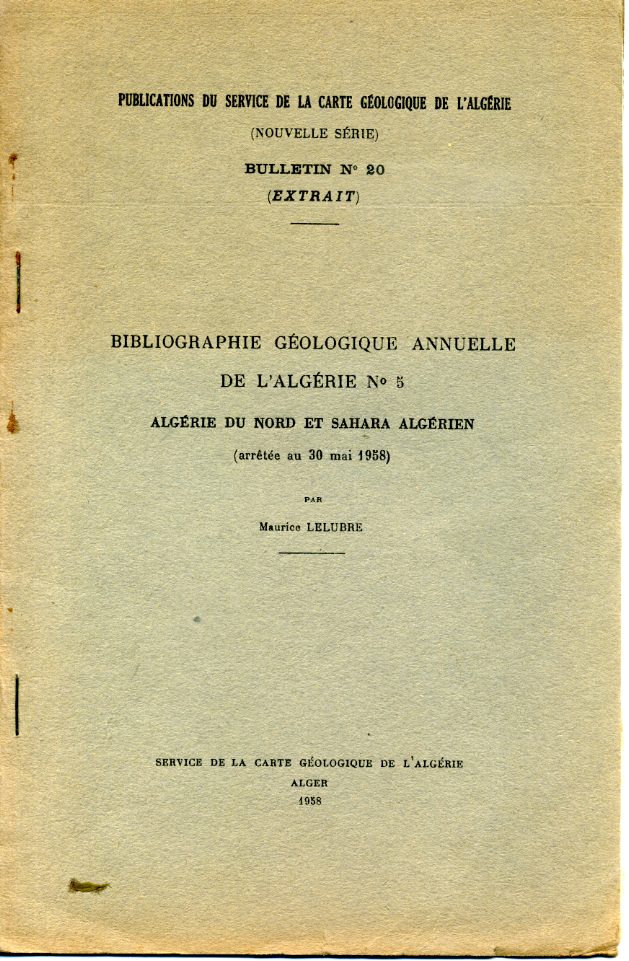 PUBLICATIONS DU SERVICE DE LA CARTE GÉOLOGIQUE DE L'ALGÉRIE
(NOUVELLE SÉRIE)
BULLETIN N° 20
(EXTRAIT)
BIBLIOGRAPHIE GÉOLOGIQUE ANNUELLE
DE L'ALGÉRIE N° 5
ALGÉRIE DU NORD ET SAHARA ALGÉRIEN
(arrêtée au 30 mai 1958)
PAR
Maurice LELUBRE
SERVICE DE LA CARTE GÉOLOGIQUE DE L'ALGÉRIE
ALGER
1958